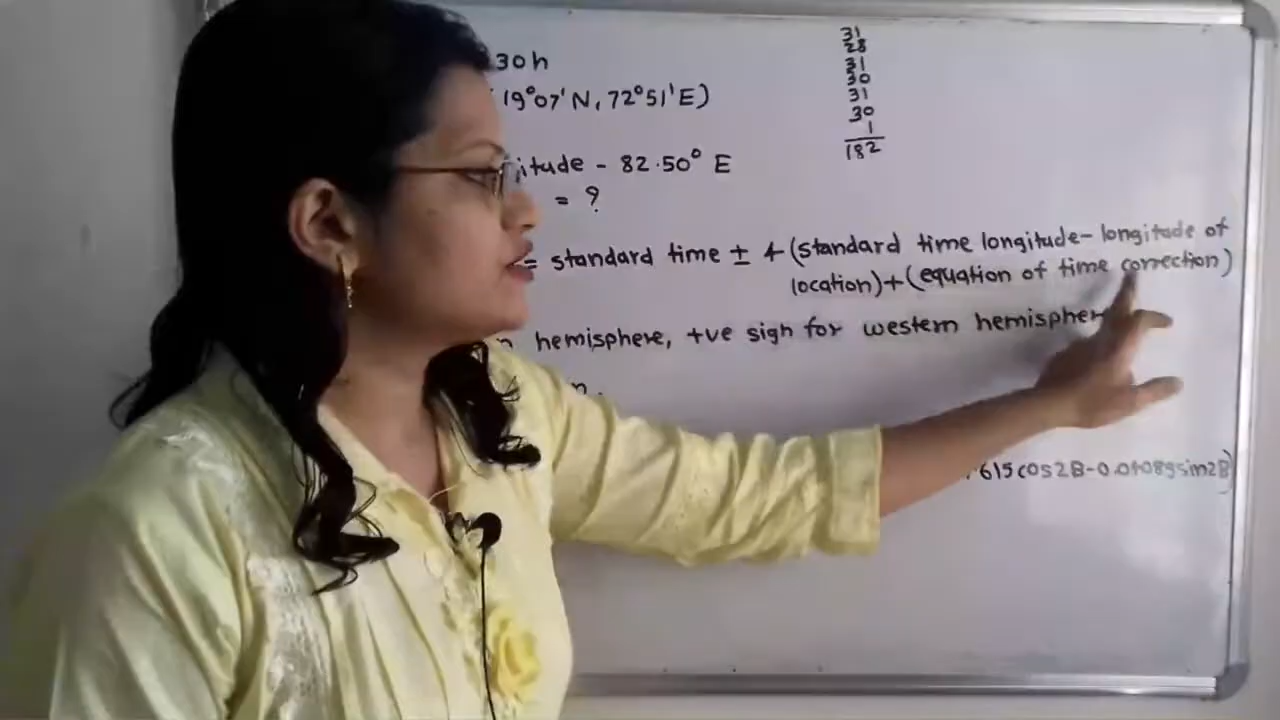 30h
19°07'N, 72°51'E)
itude - 82.50° E
= ?
= standard time ± 4 (standard time longitude - longitude of
location) + (equation of time correction)
hemisphere, +ve sign for western hemispher
n.
615 cos2B - 0.04089 sin2B)
31
28
31
30
31
30
1
182